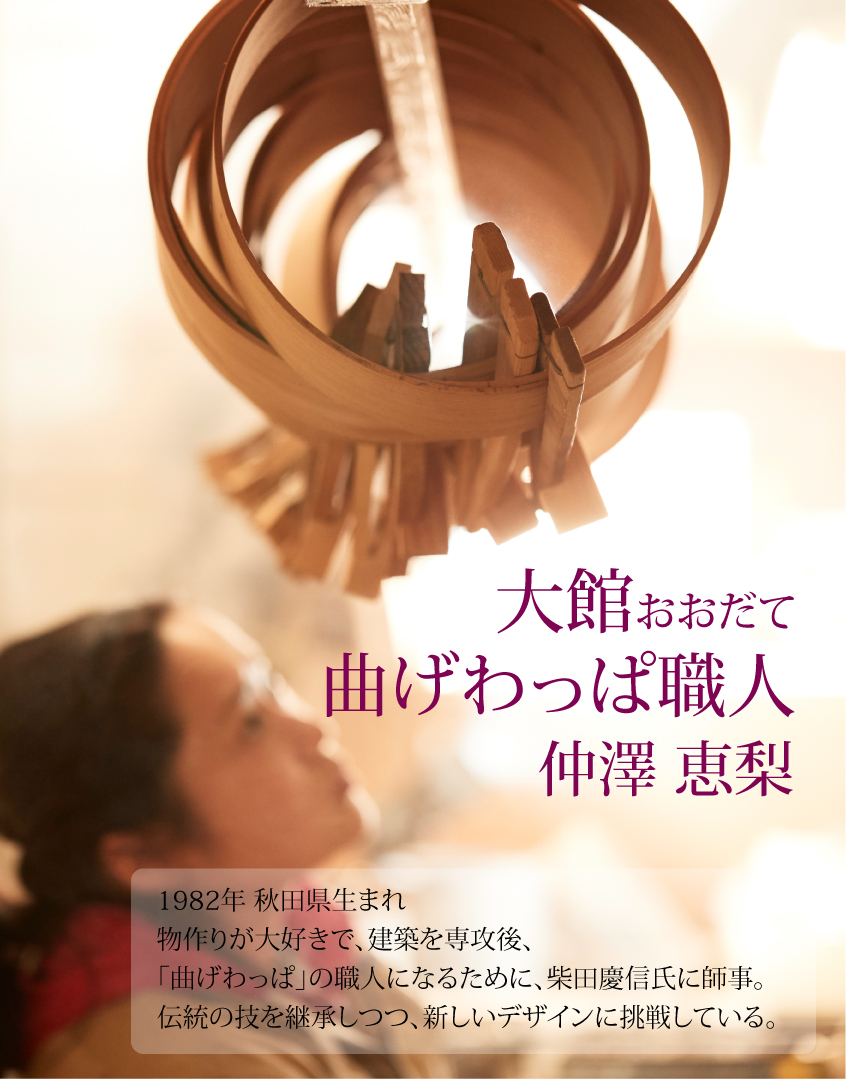 大館おおだて
曲げわっぱ職人
仲澤 恵梨
1982年 秋田県生まれ
物作りが大好きで、建築を専攻後、
「曲げわっぱ」の職人になるために、柴田慶信氏に師事。
伝統の技を継承しつつ、新しいデザインに挑戦している。